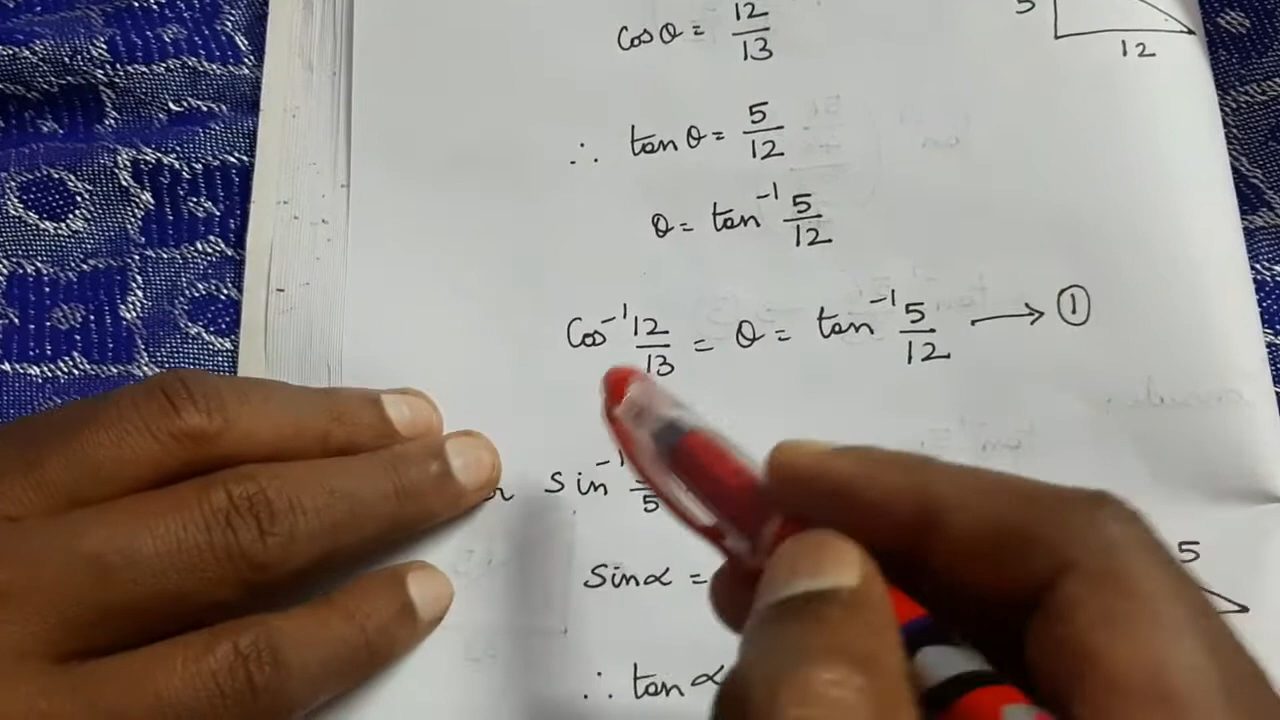 cos θ = 12/13
5
12
∴ tan θ = 5/12
θ = tan⁻¹ 5/12
Cos⁻¹ 12/13 = θ = tan⁻¹ 5/12 → ①
sin⁻¹ /5
5
sin α =
∴ tan α